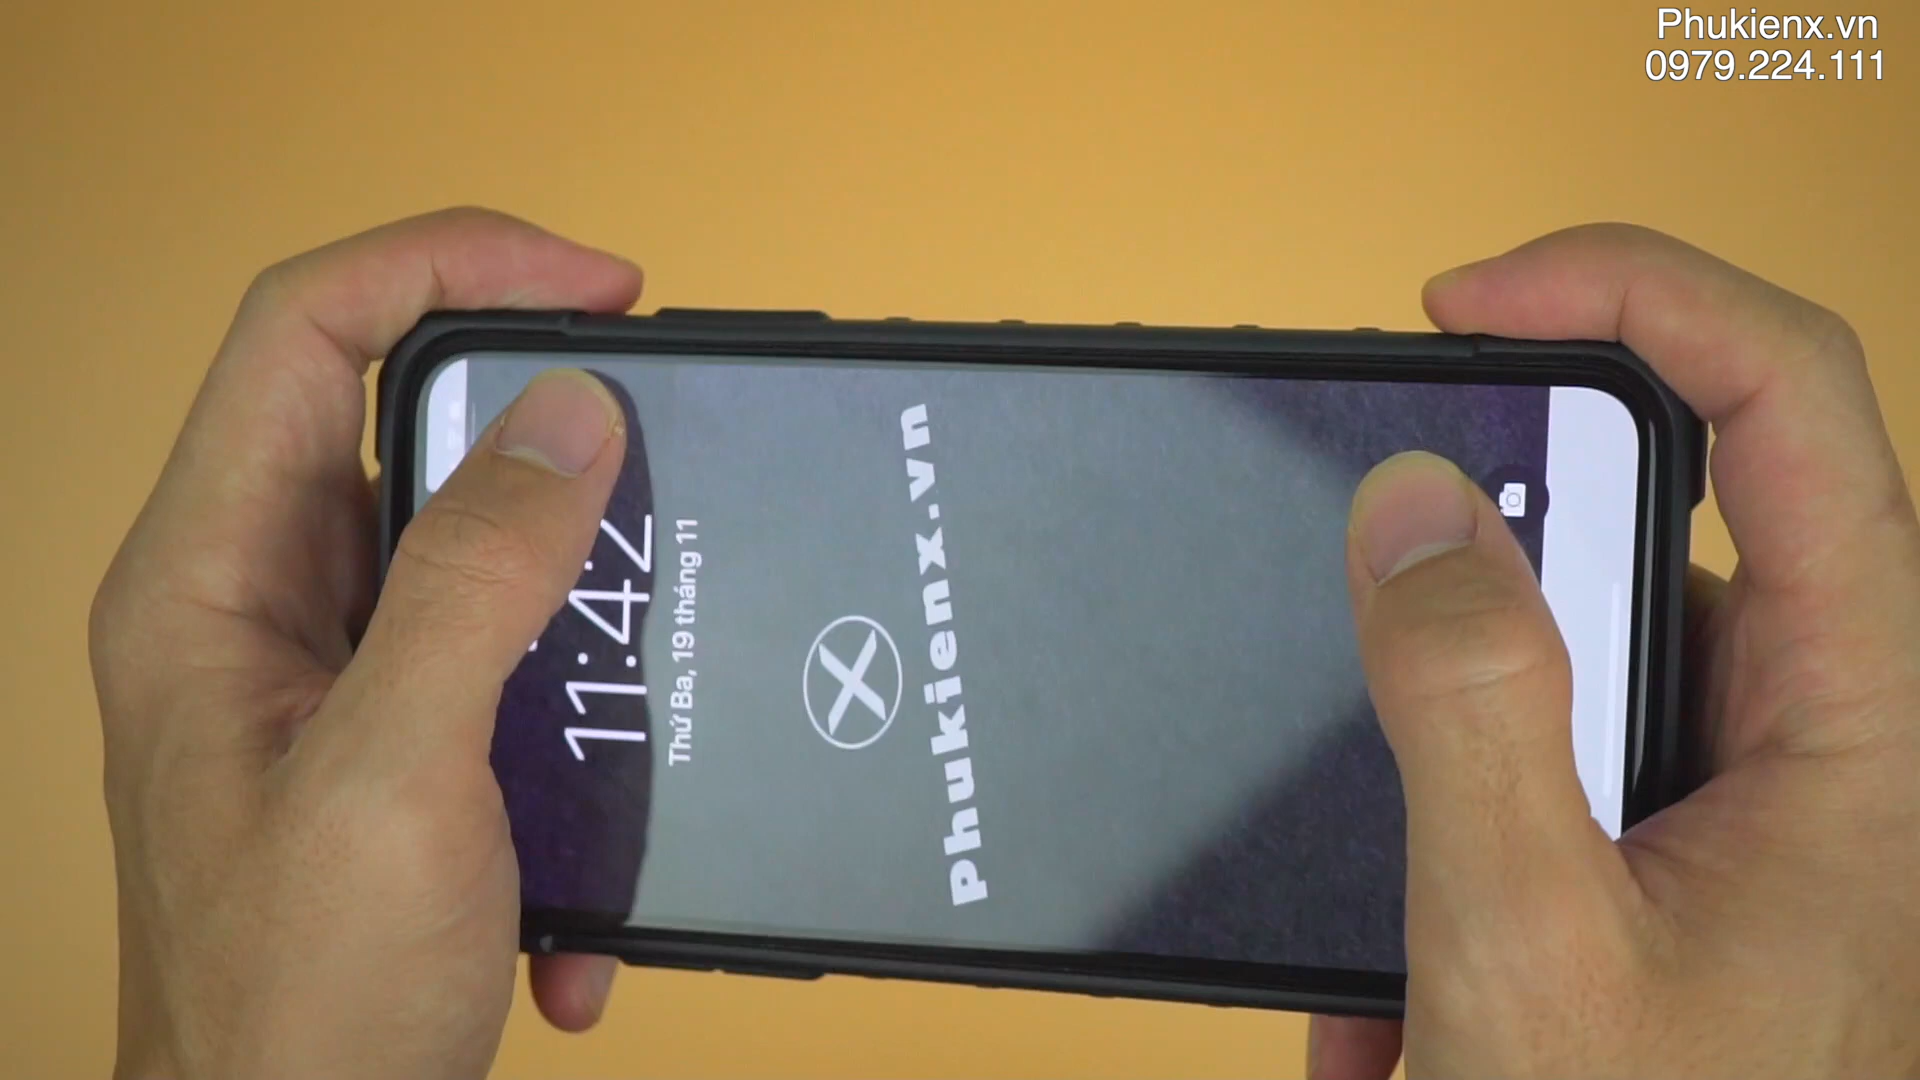 Phukienx.vn
0979.224.111
11:42
Thứ Ba, 19 tháng 11
X
Phukienx.vn